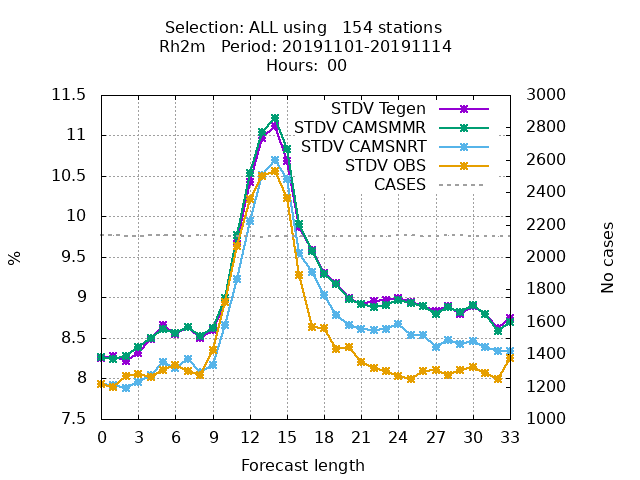 Selection: ALL using   154 stations
Rh2m   Period: 20191101-20191114
Hours: 00
11.5
11
10.5
10
9.5
9
8.5
8
7.5
%
STDV Tegen
STDV CAMSMMR
STDV CAMSNRT
STDV OBS
CASES
3000
2800
2600
2400
2200
2000
1800
1600
1400
1200
1000
No cases
0 3 6 9 12 15 18 21 24 27 30 33
Forecast length